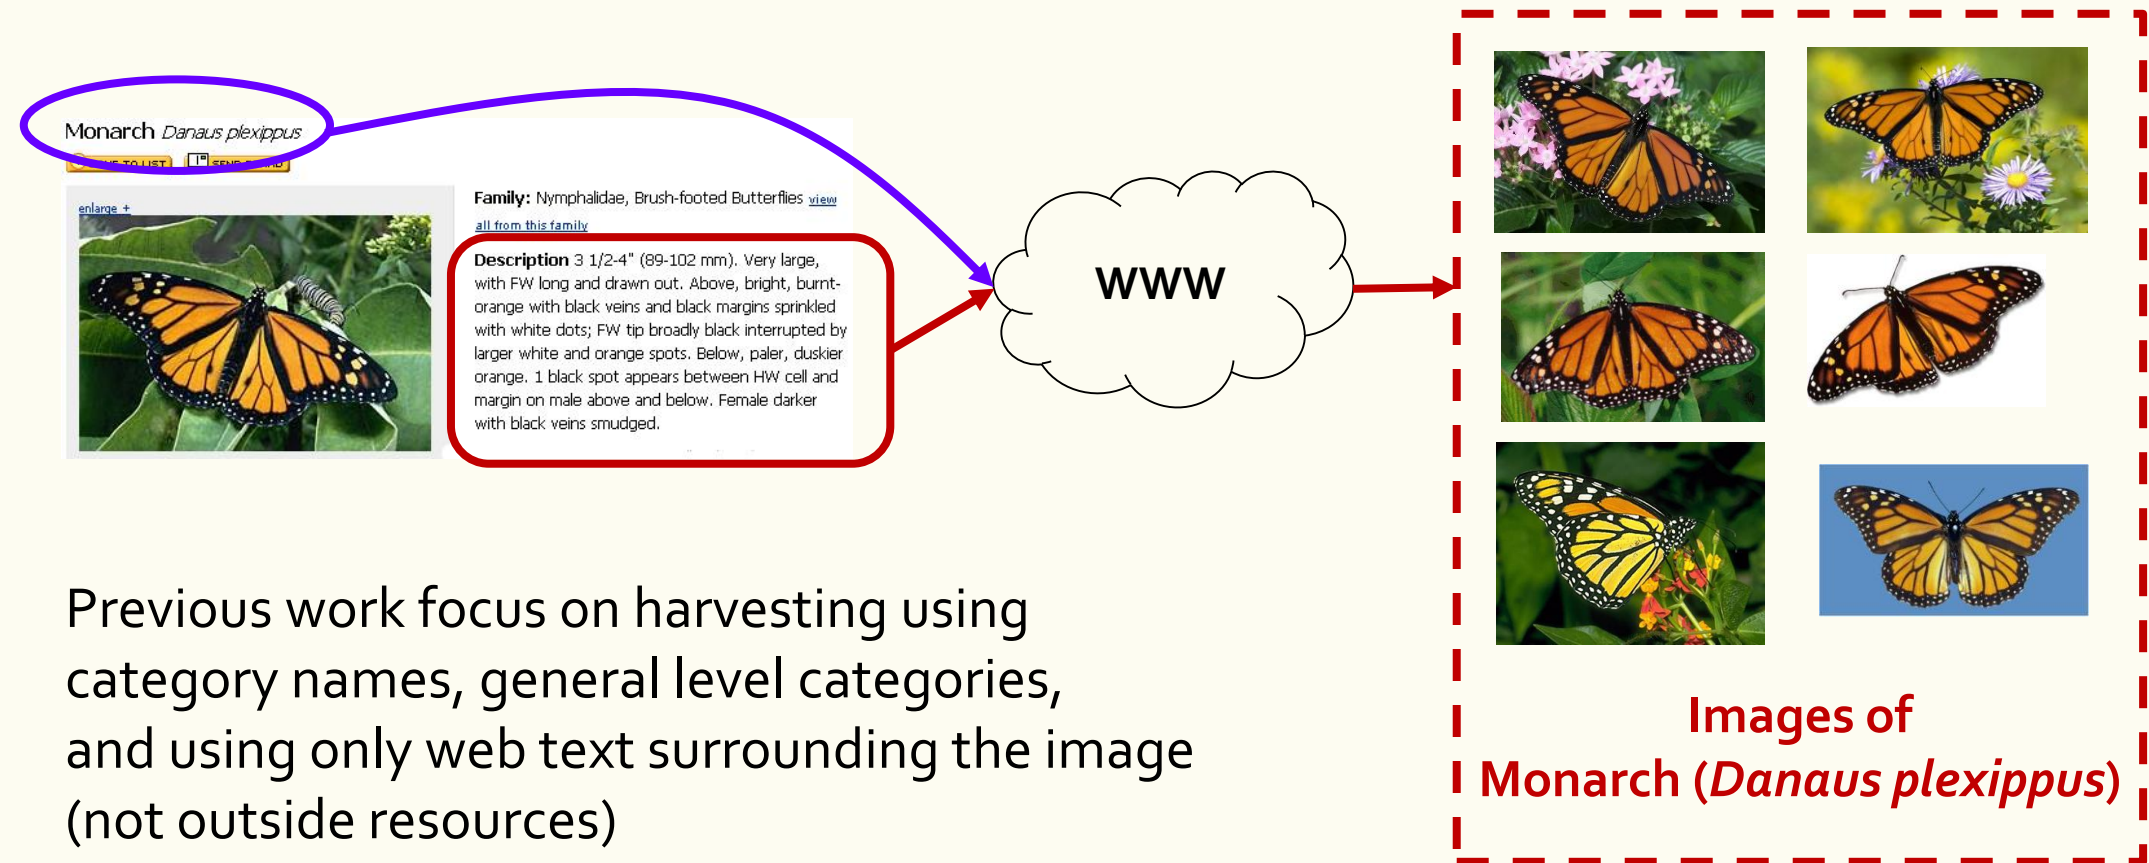 Monarch Danaus plexippus
TO LIST
enlarge +
Family: Nymphalidae, Brush-footed Butterflies view
all from this family
Description 3 1/2-4" (89-102 mm). Very large,
with FW long and drawn out. Above, bright, burnt-
orange with black veins and black margins sprinkled
with white dots; FW tip broadly black interrupted by
larger white and orange spots. Below, paler, duskier
orange. 1 black spot appears between HW cell and
margin on male above and below. Female darker
with black veins smudged.
WWW
Previous work focus on harvesting using
category names, general level categories,
and using only web text surrounding the image
(not outside resources)
Images of
Monarch (Danaus plexippus)